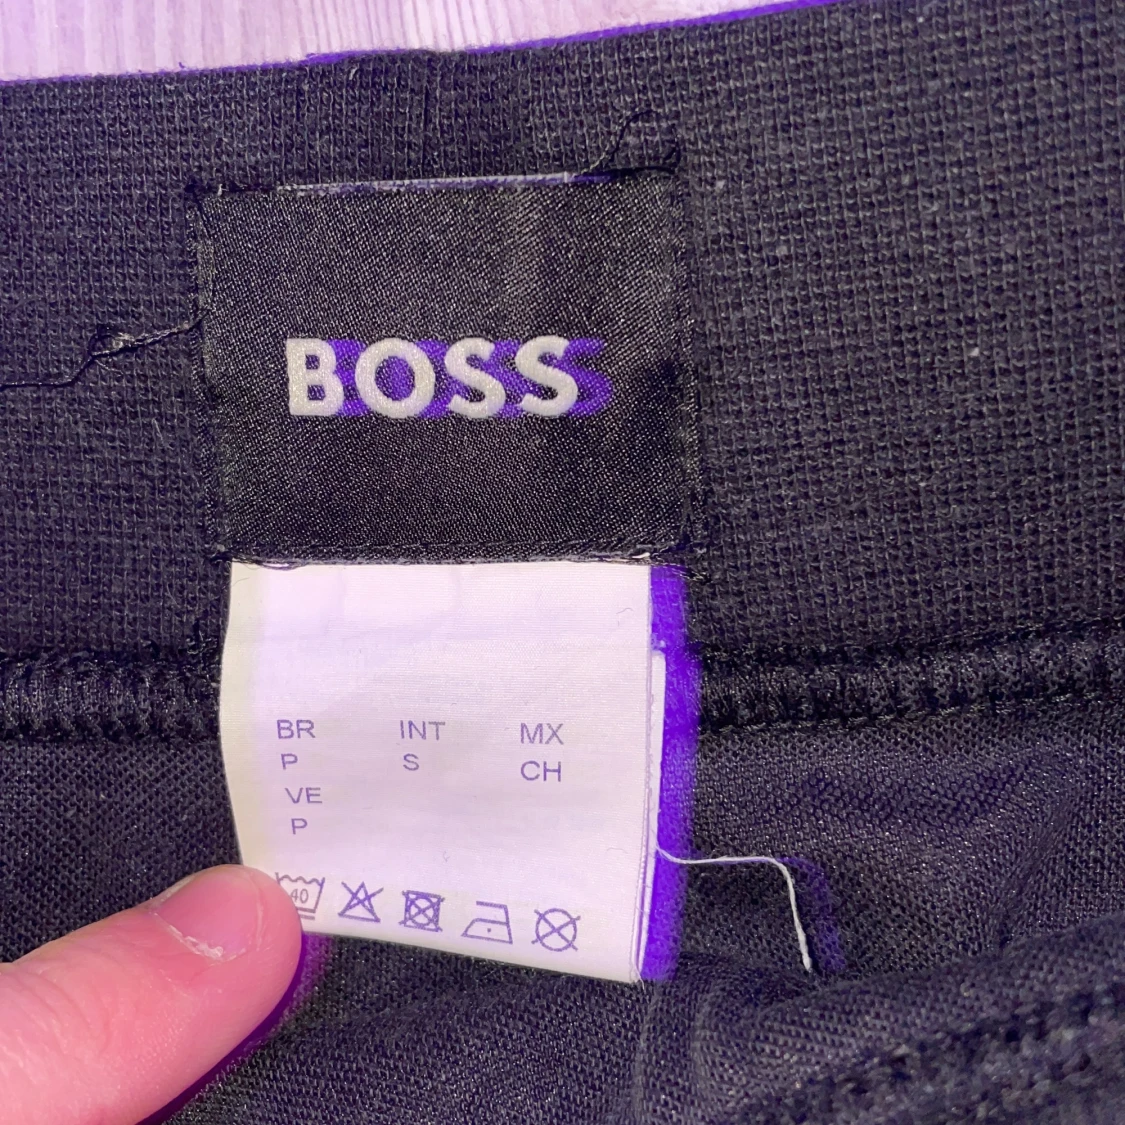 BOSS
BR INT MX
P S CH
VE
P
40